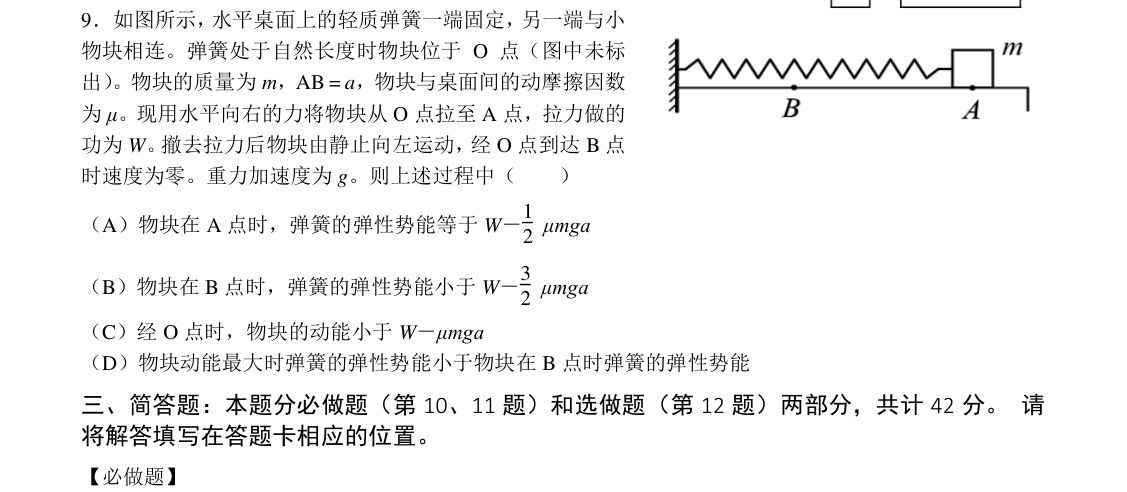 9．如图所示，水平桌面上的轻质弹簧一端固定，另一端与小
物块相连。弹簧处于自然长度时物块位于 O 点（图中未标
出）。物块的质量为 m，AB = a，物块与桌面间的动摩擦因数
为 μ。现用水平向右的力将物块从 O 点拉至 A 点，拉力做的
功为 W。撤去拉力后物块由静止向左运动，经 O 点到达 B 点
时速度为零。重力加速度为 g。则上述过程中（　　）
m
B
A
（A）物块在 A 点时，弹簧的弹性势能等于 W－1/2 μmga
（B）物块在 B 点时，弹簧的弹性势能小于 W－3/2 μmga
（C）经 O 点时，物块的动能小于 W－μmga
（D）物块动能最大时弹簧的弹性势能小于物块在 B 点时弹簧的弹性势能
三、简答题：本题分必做题（第 10、11 题）和选做题（第 12 题）两部分，共计 42 分。 请
将解答填写在答题卡相应的位置。
【必做题】